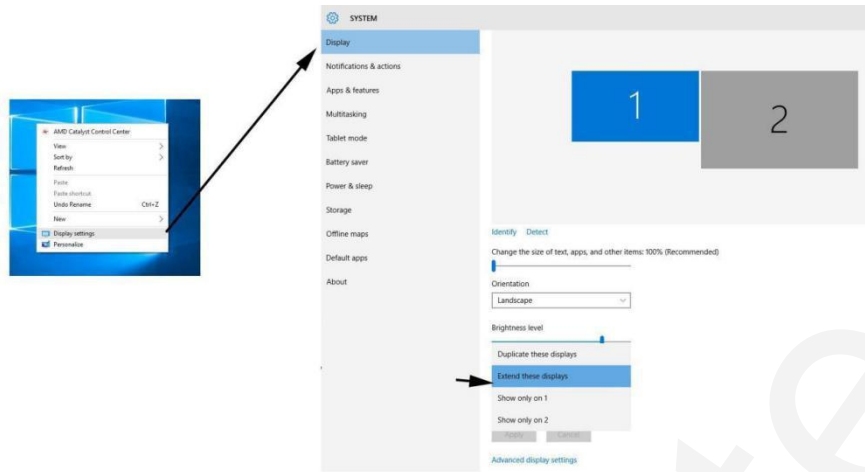 AMD Catalyst Control Center
View
Sort by
Refresh
Paste
Paste shortcut
Undo Rename Ctrl+Z
New
Display settings
Personalize
SYSTEM
Display
Notifications & actions
Apps & features
Multitasking
Tablet mode
Battery saver
Power & sleep
Storage
Offline maps
Default apps
About
1
2
Identify Detect
Change the size of text, apps, and other items: 100% (Recommended)
Orientation
Landscape
Brightness level
Duplicate these displays
Extend these displays
Show only on 1
Show only on 2
Apply Cancel
Advanced display settings